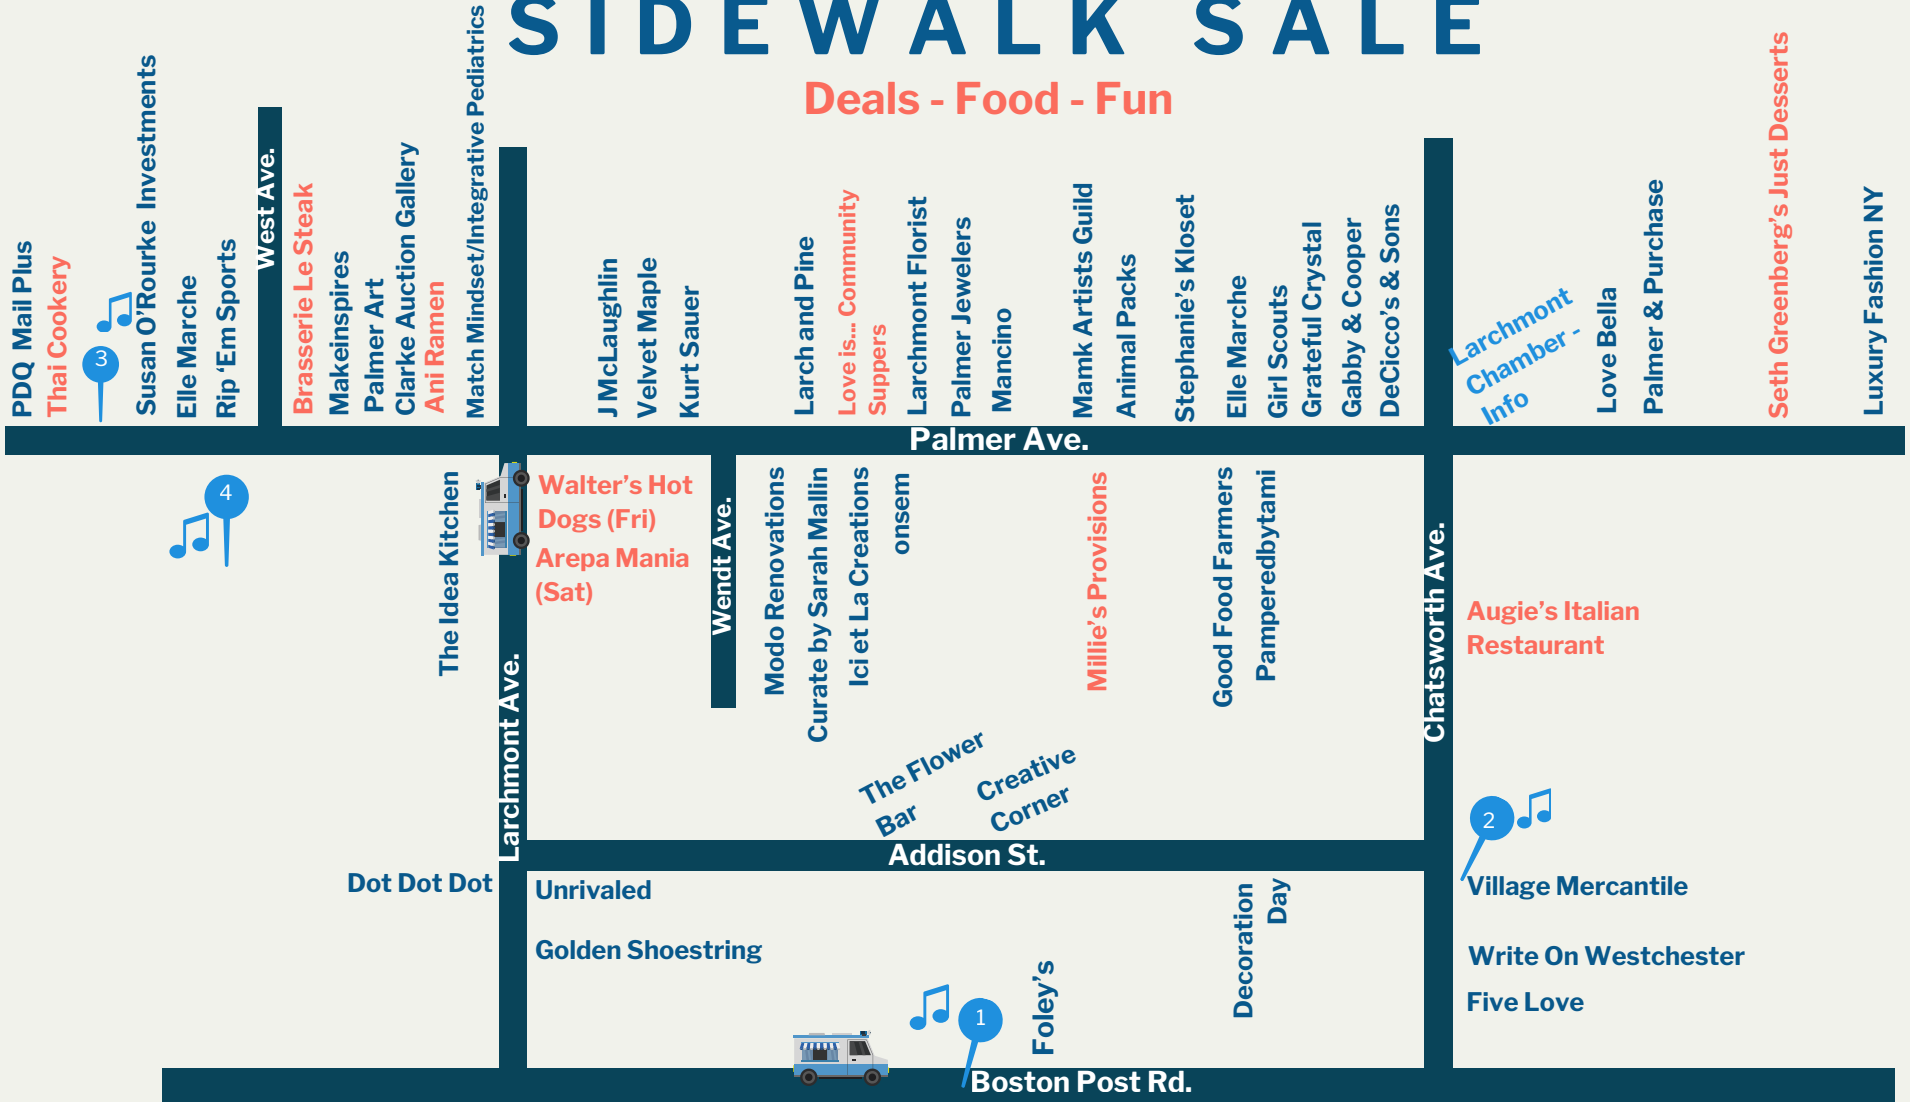 SIDEWALK SALE
Deals - Food - Fun
PDQ Mail Plus
Thai Cookery
3
Susan O'Rourke Investments
Elle Marche
Rip ‘Em Sports
West Ave.
Brasserie Le Steak
Makeinspires
Palmer Art
Clarke Auction Gallery
Ani Ramen
Match Mindset/Integrative Pediatrics
J McLaughlin
Velvet Maple
Kurt Sauer
Larch and Pine
Love is... Community
Suppers
Larchmont Florist
Palmer Jewelers
Mancino
Mamk Artists Guild
Animal Packs
Stephanie's Kloset
Elle Marche
Girl Scouts
Grateful Crystal
Gabby & Cooper
DeCicco's & Sons
Larchmont
Chamber -
Info
Love Bella
Palmer & Purchase
Seth Greenberg's Just Desserts
Luxury Fashion NY
Palmer Ave.
4
The Idea Kitchen
Walter's Hot
Dogs (Fri)
Arepa Mania
(Sat)
Wendt Ave.
Modo Renovations
Curate by Sarah Mallin
Ici et La Creations
onsem
Millie's Provisions
Good Food Farmers
Pamperedbytami
Chatsworth Ave.
Augie's Italian
Restaurant
Larchmont Ave.
The Flower
Bar
Creative
Corner
2
Addison St.
Dot Dot Dot
Unrivaled
Golden Shoestring
Decoration
Day
Village Mercantile
Write On Westchester
Five Love
1
Foley's
Boston Post Rd.